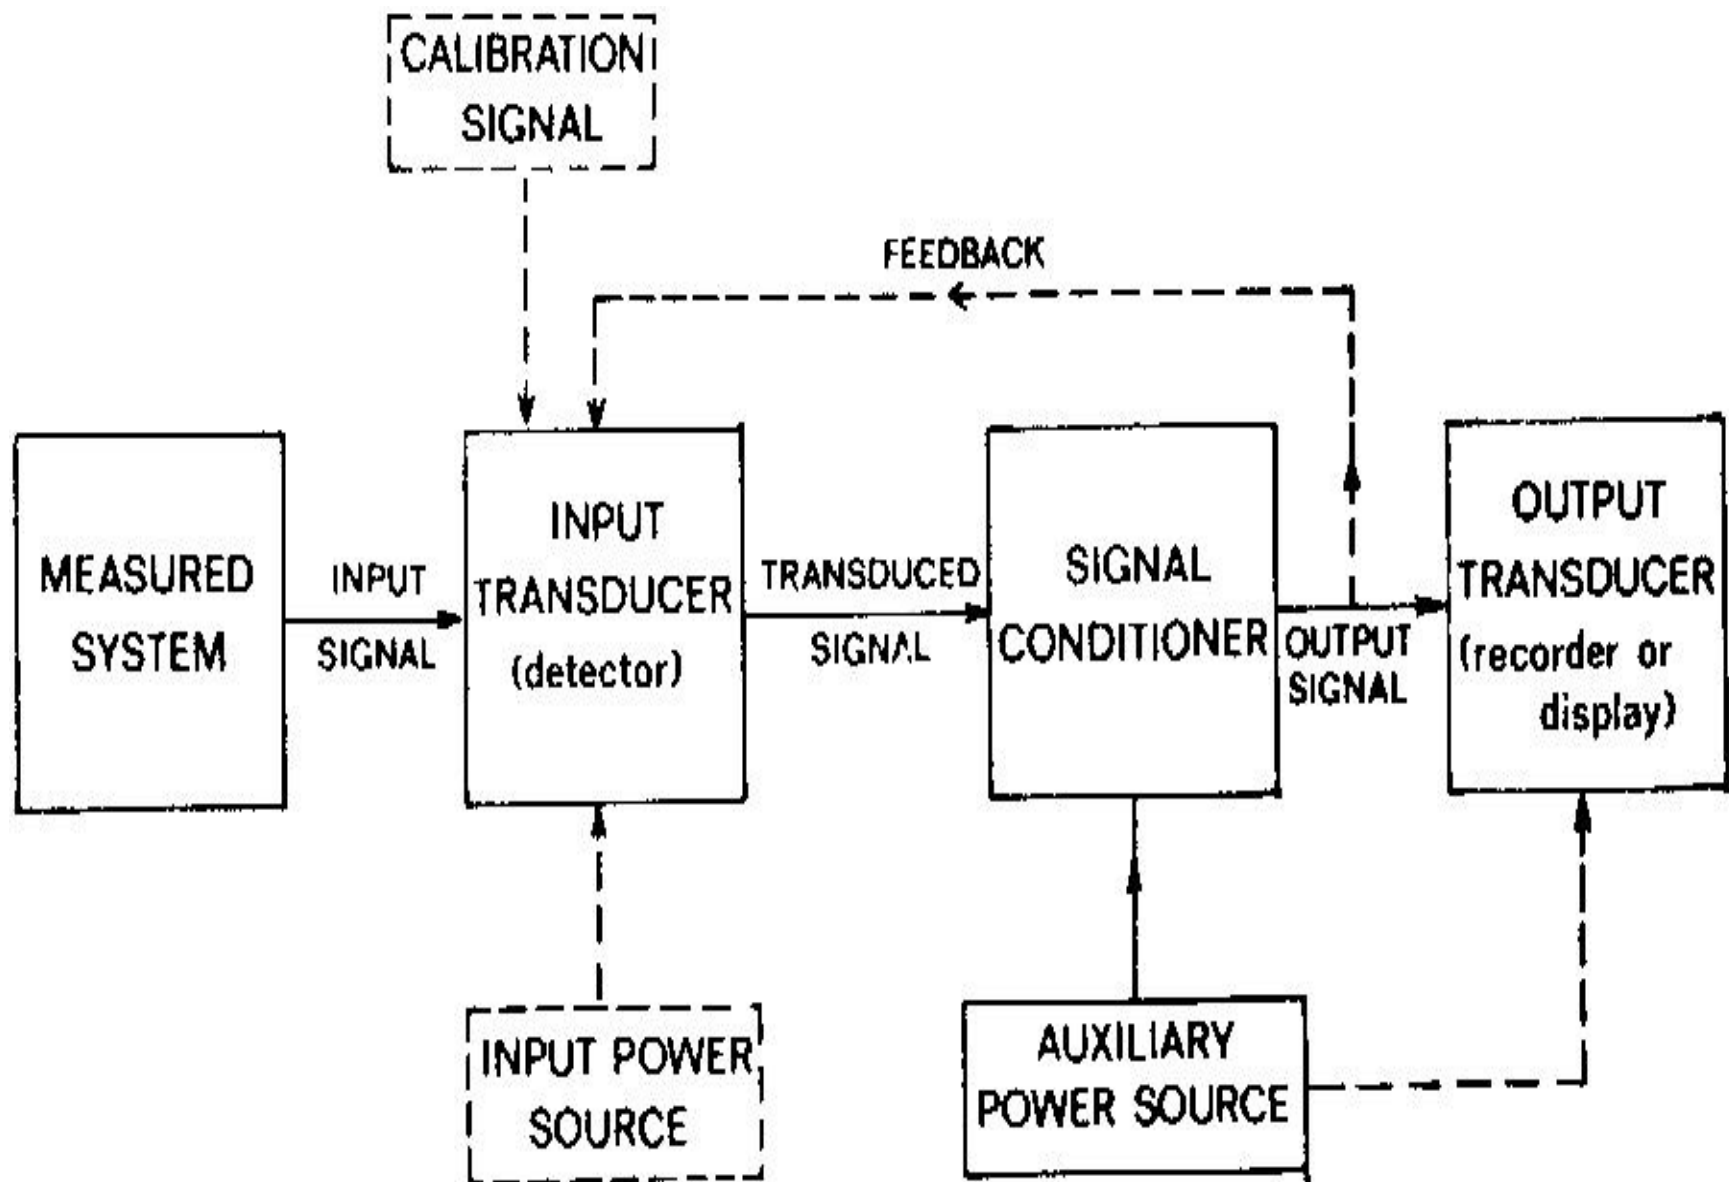 CALIBRATION
SIGNAL
FEEDBACK
MEASURED
SYSTEM
INPUT
SIGNAL
INPUT
TRANSDUCER
(detector)
TRANSDUCED
SIGNAL
SIGNAL
CONDITIONER
OUTPUT
SIGNAL
OUTPUT
TRANSDUCER
(recorder or
display)
INPUT POWER
SOURCE
AUXILIARY
POWER SOURCE